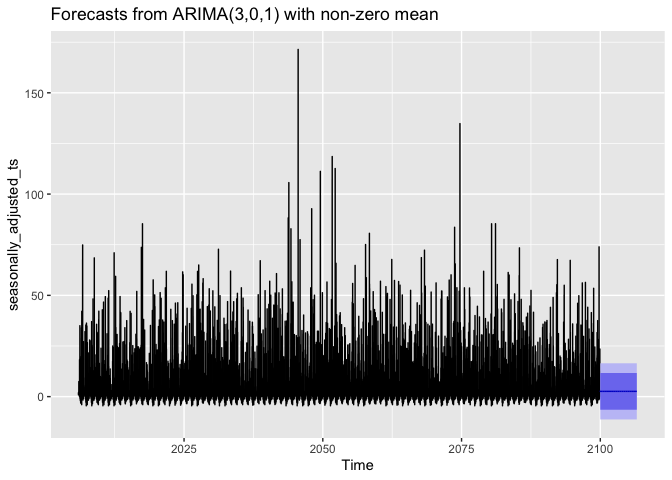 Forecasts from ARIMA(3,0,1) with non-zero mean
150
100
50
0
seasonally_adjusted_ts
2025
2050
2075
2100
Time